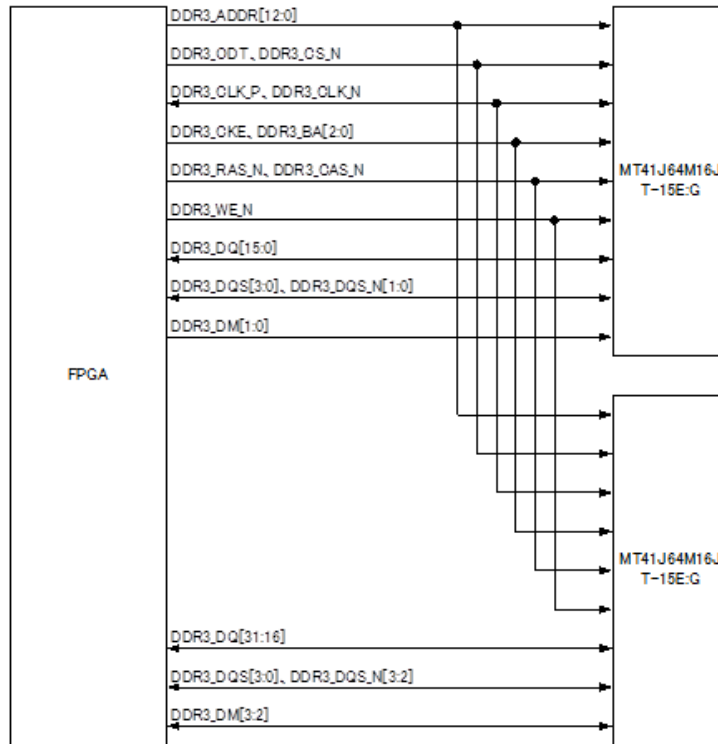 DDR3_ADDR[12:0]
DDR3_ODT、DDR3_CS_N
DDR3_CLK_P、DDR3_CLK_N
DDR3_CKE、DDR3_BA[2:0]
DDR3_RAS_N、DDR3_CAS_N
DDR3_WE_N
DDR3_DQ[15:0]
DDR3_DQS[3:0]、DDR3_DQS_N[1:0]
DDR3_DM[1:0]
MT41J64M16J
T-15E:G
FPGA
MT41J64M16J
T-15E:G
DDR3_DQ[31:16]
DDR3_DQS[3:0]、DDR3_DQS_N[3:2]
DDR3_DM[3:2]